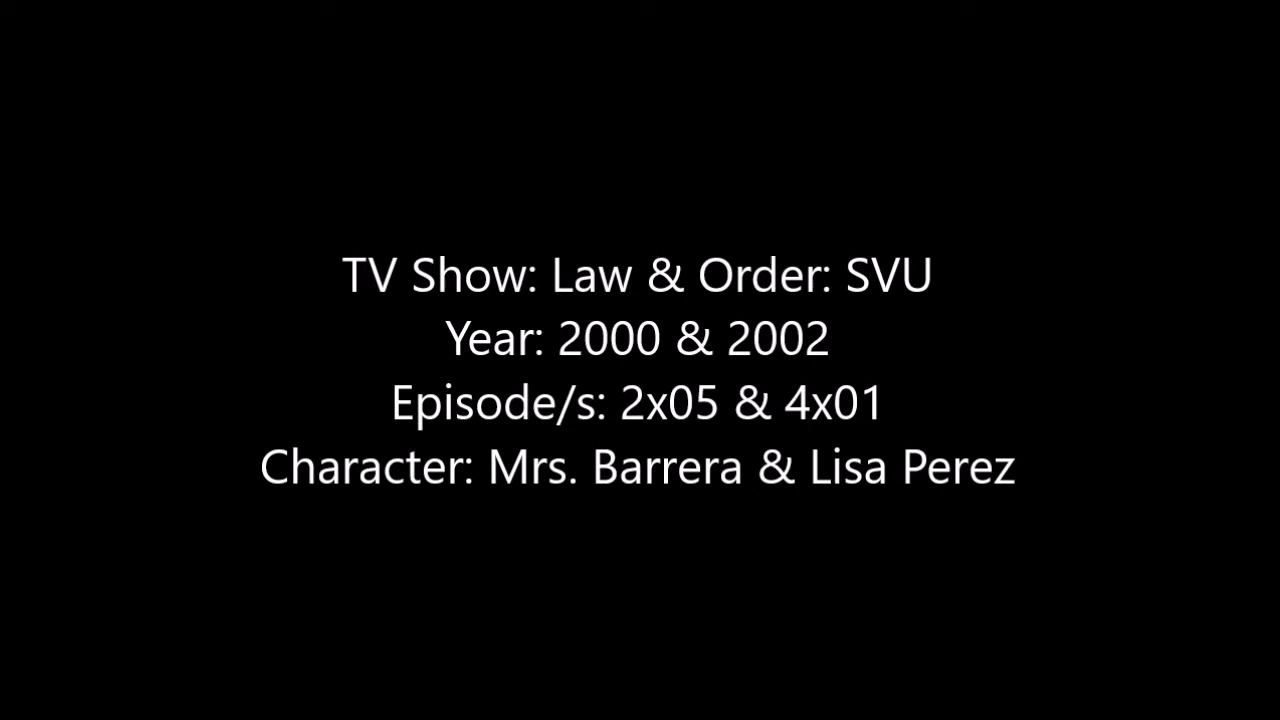 TV Show: Law & Order: SVU
Year: 2000 & 2002
Episode/s: 2x05 & 4x01
Character: Mrs. Barrera & Lisa Perez